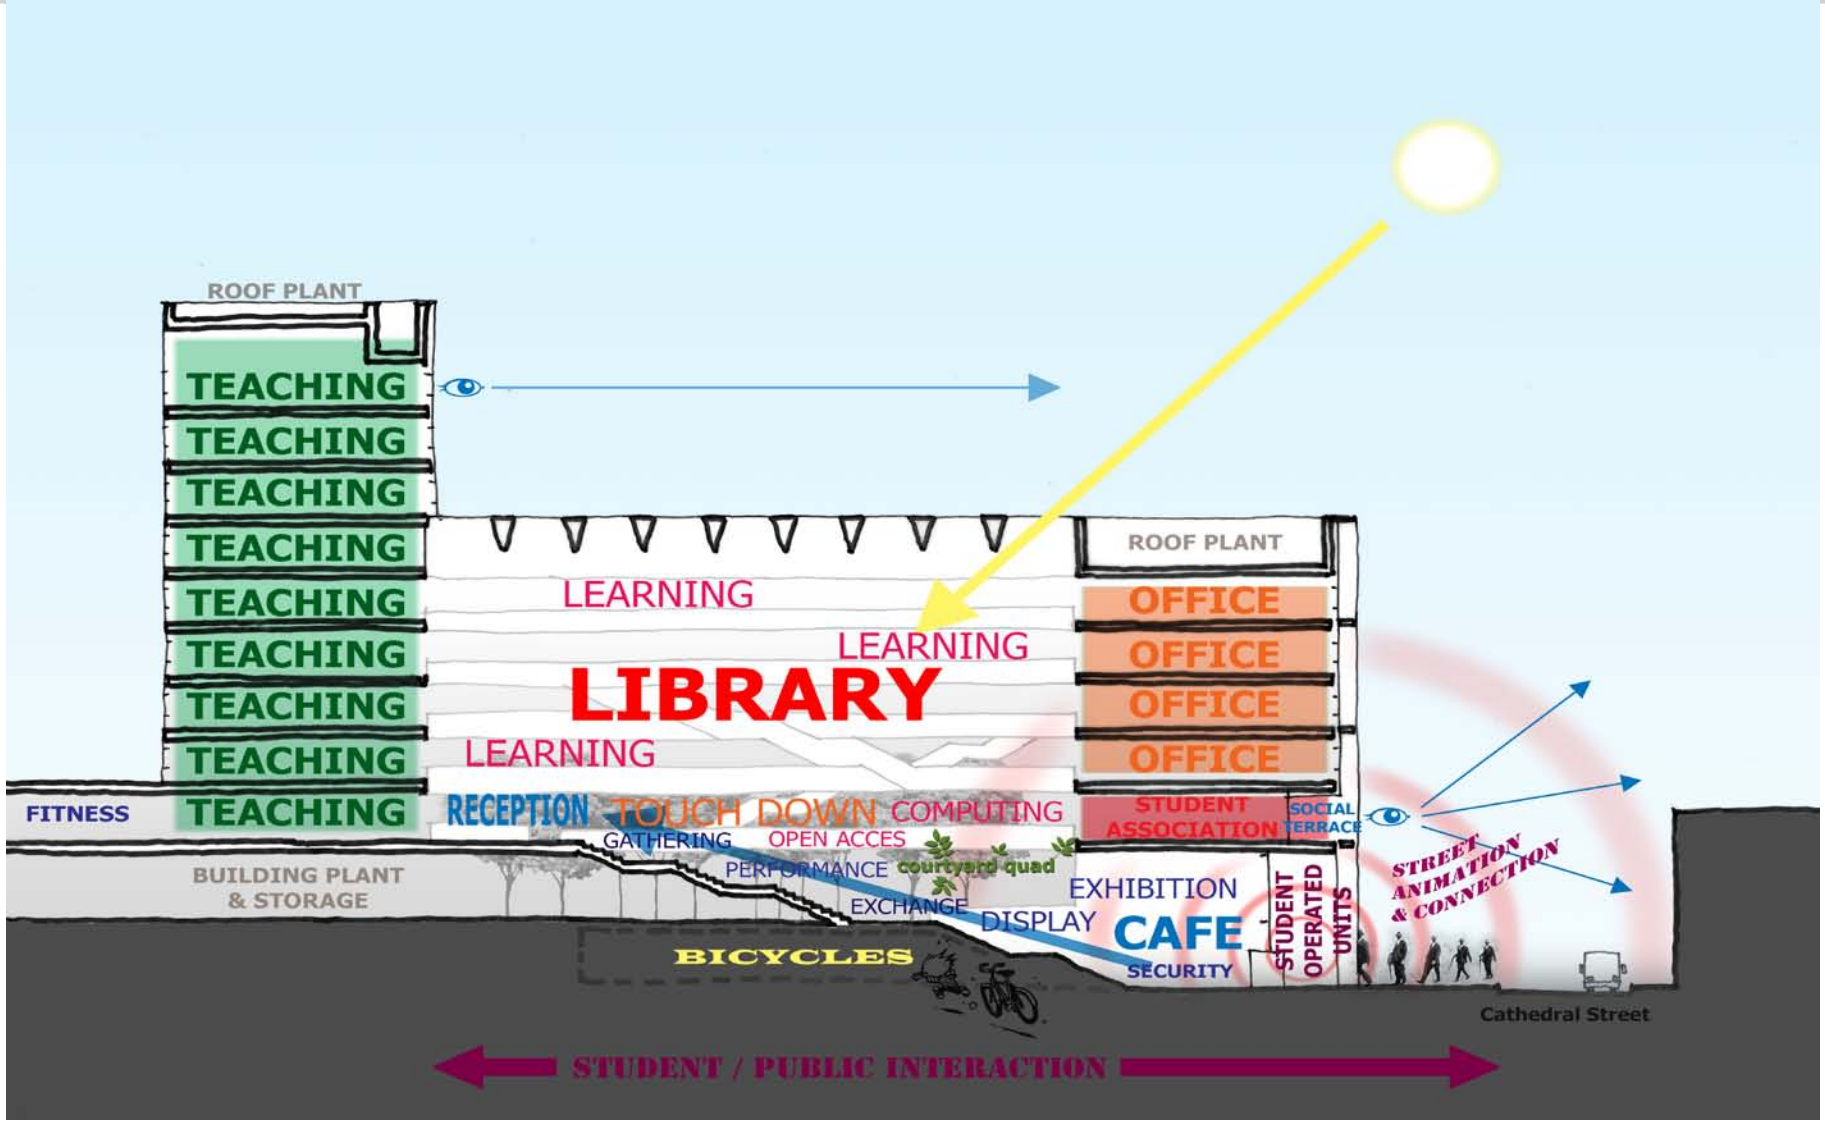 ROOF PLANT
TEACHING
TEACHING
TEACHING
TEACHING
TEACHING
TEACHING
TEACHING
TEACHING
TEACHING
FITNESS
BUILDING PLANT
& STORAGE
LEARNING
LEARNING
LIBRARY
LEARNING
RECEPTION
TOUCH DOWN
COMPUTING
GATHERING
OPEN ACCES
PERFORMANCE
courtyard quad
EXCHANGE
DISPLAY
EXHIBITION
CAFE
SECURITY
BICYCLES
ROOF PLANT
OFFICE
OFFICE
OFFICE
OFFICE
STUDENT
ASSOCIATION
SOCIAL
TERRACE
STUDENT
OPERATED
UNITS
STREET
ANIMATION
& CONNECTION
Cathedral Street
STUDENT / PUBLIC INTERACTION